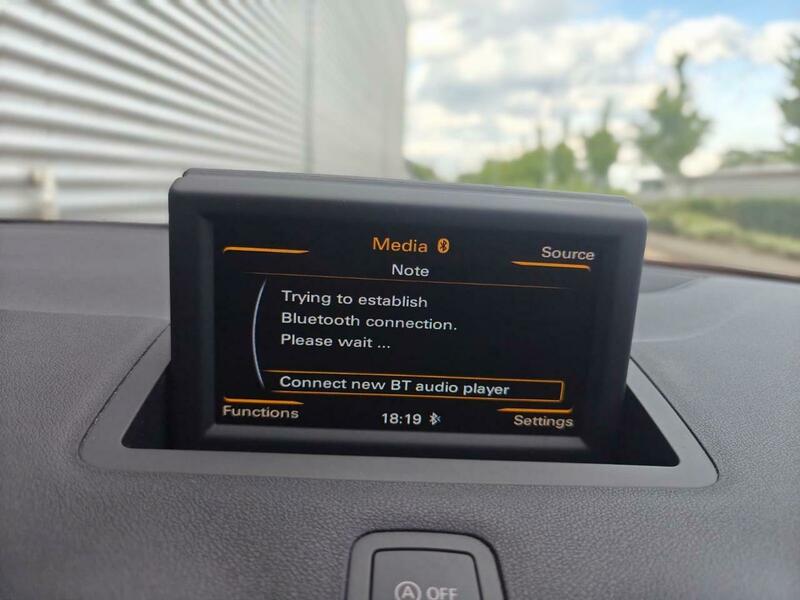 Media
Source
Note
Trying to establish
Bluetooth connection.
Please wait ...
Connect new BT audio player
Functions
18:19
Settings
A OFF